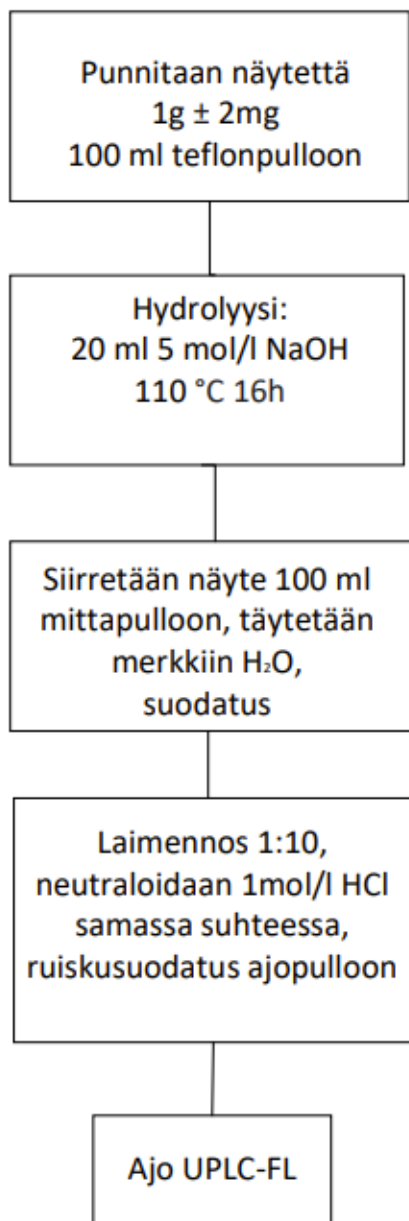 Punnitaan näytettä
1g ± 2mg
100 ml teflonpulloon
Hydrolyysi:
20 ml 5 mol/l NaOH
110 °C 16h
Siirretään näyte 100 ml
mittapulloon, täytetään
merkkiin H₂O,
suodatus
Laimennos 1:10,
neutraloidaan 1mol/l HCl
samassa suhteessa,
ruiskusuodatus ajopulloon
Ajo UPLC-FL